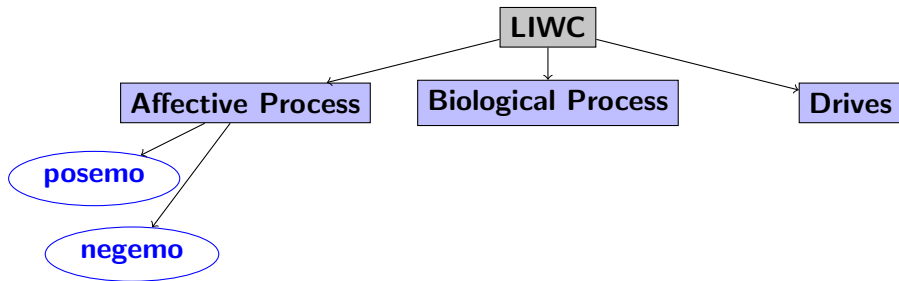 LIWC
Affective Process
Biological Process
Drives
posemo
negemo